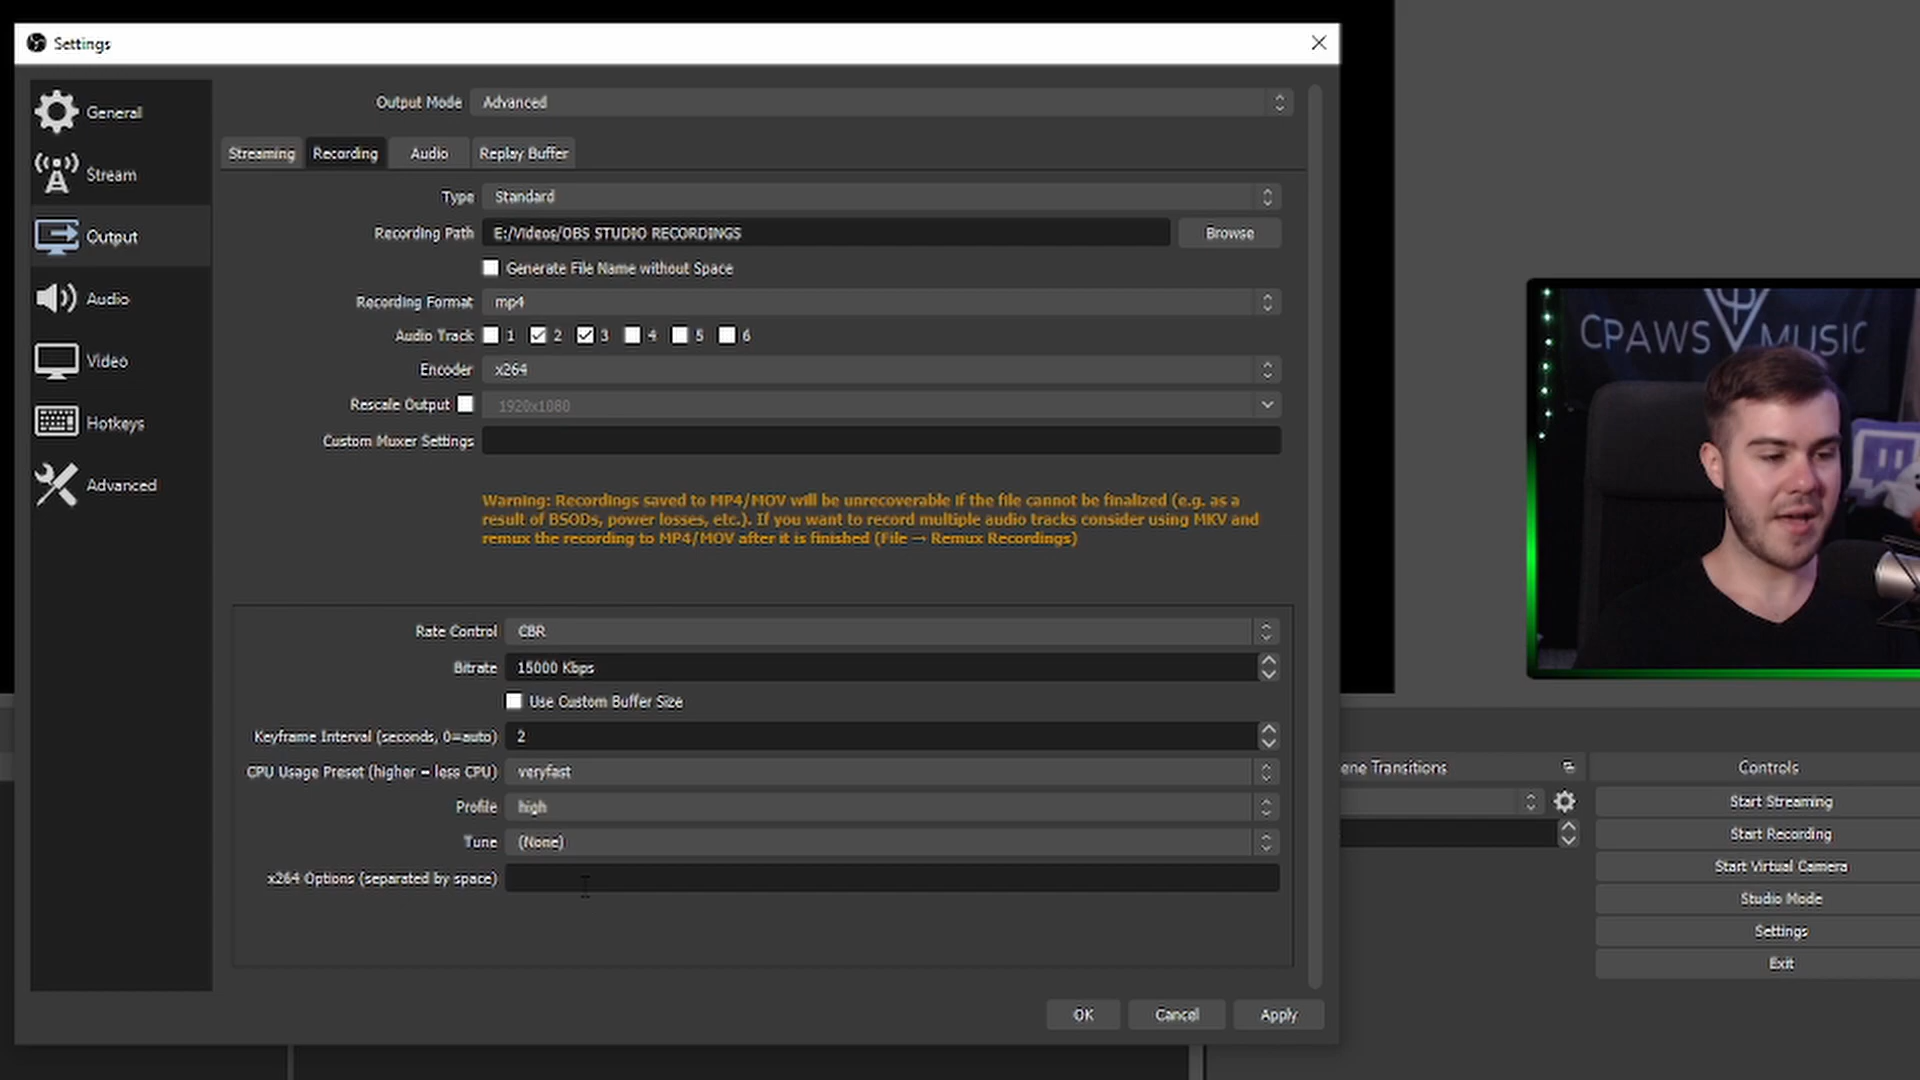 Settings
General
Stream
Output
Audio
Video
Hotkeys
Advanced
Output Mode Advanced
Streaming Recording Audio Replay Buffer
Type Standard
Recording Path E:/Videos/OBS STUDIO RECORDINGS Browse
Generate File Name without Space
Recording Format mp4
Audio Track 1 2 3 4 5 6
Encoder x264
Rescale Output 1920x1080
Custom Muxer Settings
Warning: Recordings saved to MP4/MOV will be unrecoverable if the file cannot be finalized (e.g. as a
result of BSODs, power losses, etc.). If you want to record multiple audio tracks consider using MKV and
remux the recording to MP4/MOV after it is finished (File → Remux Recordings)
Rate Control CBR
Bitrate 15000 Kbps
Use Custom Buffer Size
Keyframe Interval (seconds, 0=auto) 2
CPU Usage Preset (higher = less CPU) veryfast
Profile high
Tune (None)
x264 Options (separated by space)
OK Cancel Apply
CPAWS MUSIC
ene Transitions
Controls
Start Streaming
Start Recording
Start Virtual Camera
Studio Mode
Settings
Exit